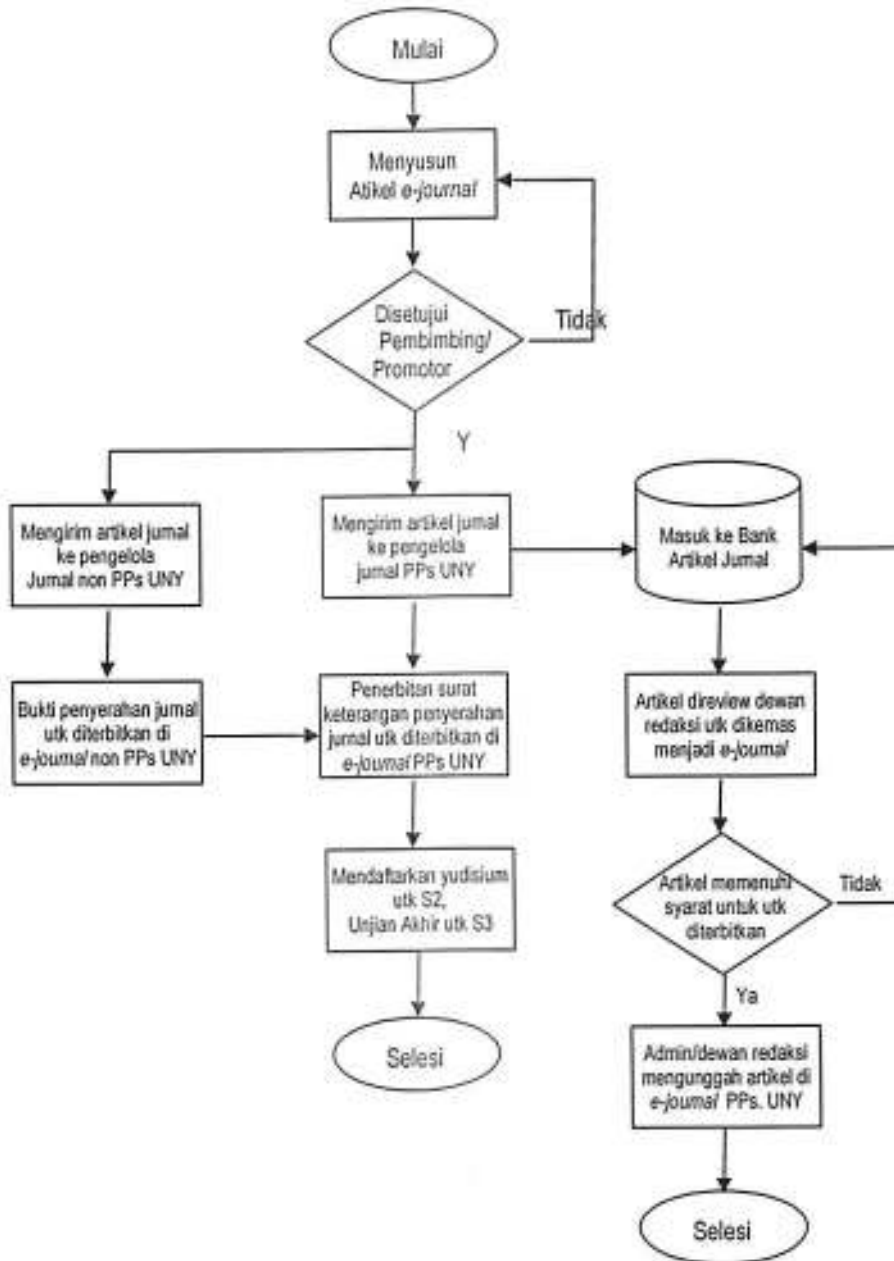 Mulai
Menyusun
Atikel e-journal
Disetujui
Pembimbing/
Promotor
Tidak
Y
Mengirim artikel jurnal
ke pengelola
Jurnal non PPs UNY
Mengirim artikel jurnal
ke pengelola
jurnal PPs UNY
Masuk ke Bank
Artikel Jurnal
Bukti penyerahan jurnal
utk diterbitkan di
e-journal non PPs UNY
Penerbitan surat
keterangan penyerahan
jurnal utk diterbitkan di
e-journal PPs UNY
Artikel direview dewan
redaksi utk dikemas
menjadi e-journal
Mendaftarkan yudisium
utk S2,
Unjian Akhir utk S3
Artikel memenuhi
syarat untuk utk
diterbitkan
Tidak
Ya
Selesi
Admin/dewan redaksi
mengunggah artikel di
e-journal PPs. UNY
Selesi